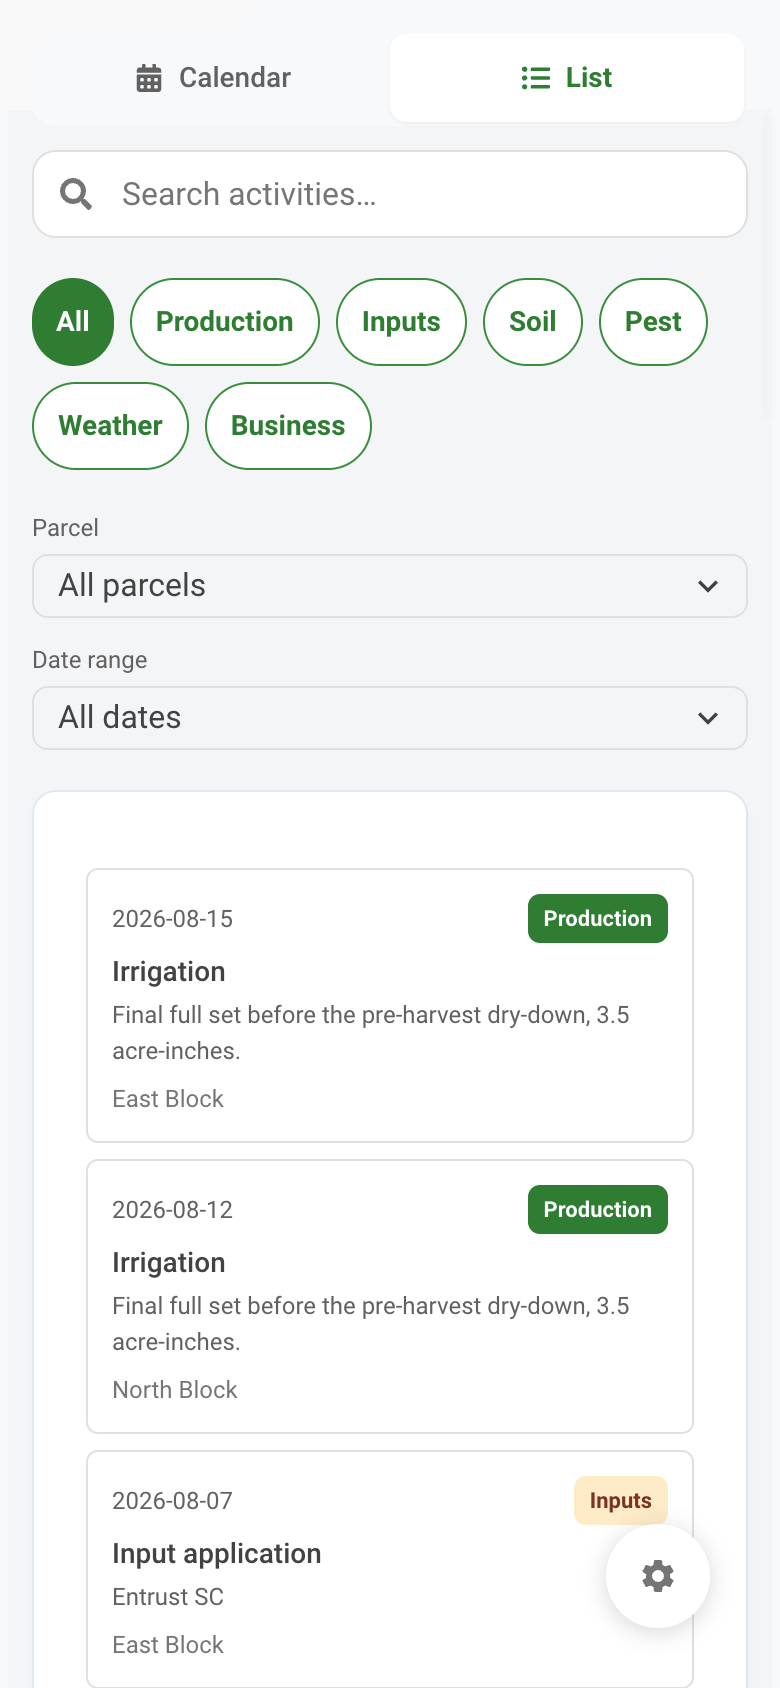 Calendar
List
Search activities...
All
Production
Inputs
Soil
Pest
Weather
Business
Parcel
All parcels
Date range
All dates
2026-08-15
Production
Irrigation
Final full set before the pre-harvest dry-down, 3.5
acre-inches.
East Block
2026-08-12
Production
Irrigation
Final full set before the pre-harvest dry-down, 3.5
acre-inches.
North Block
2026-08-07
Inputs
Input application
Entrust SC
East Block